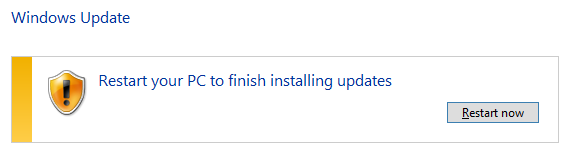 Windows Update
Restart your PC to finish installing updates
Restart now